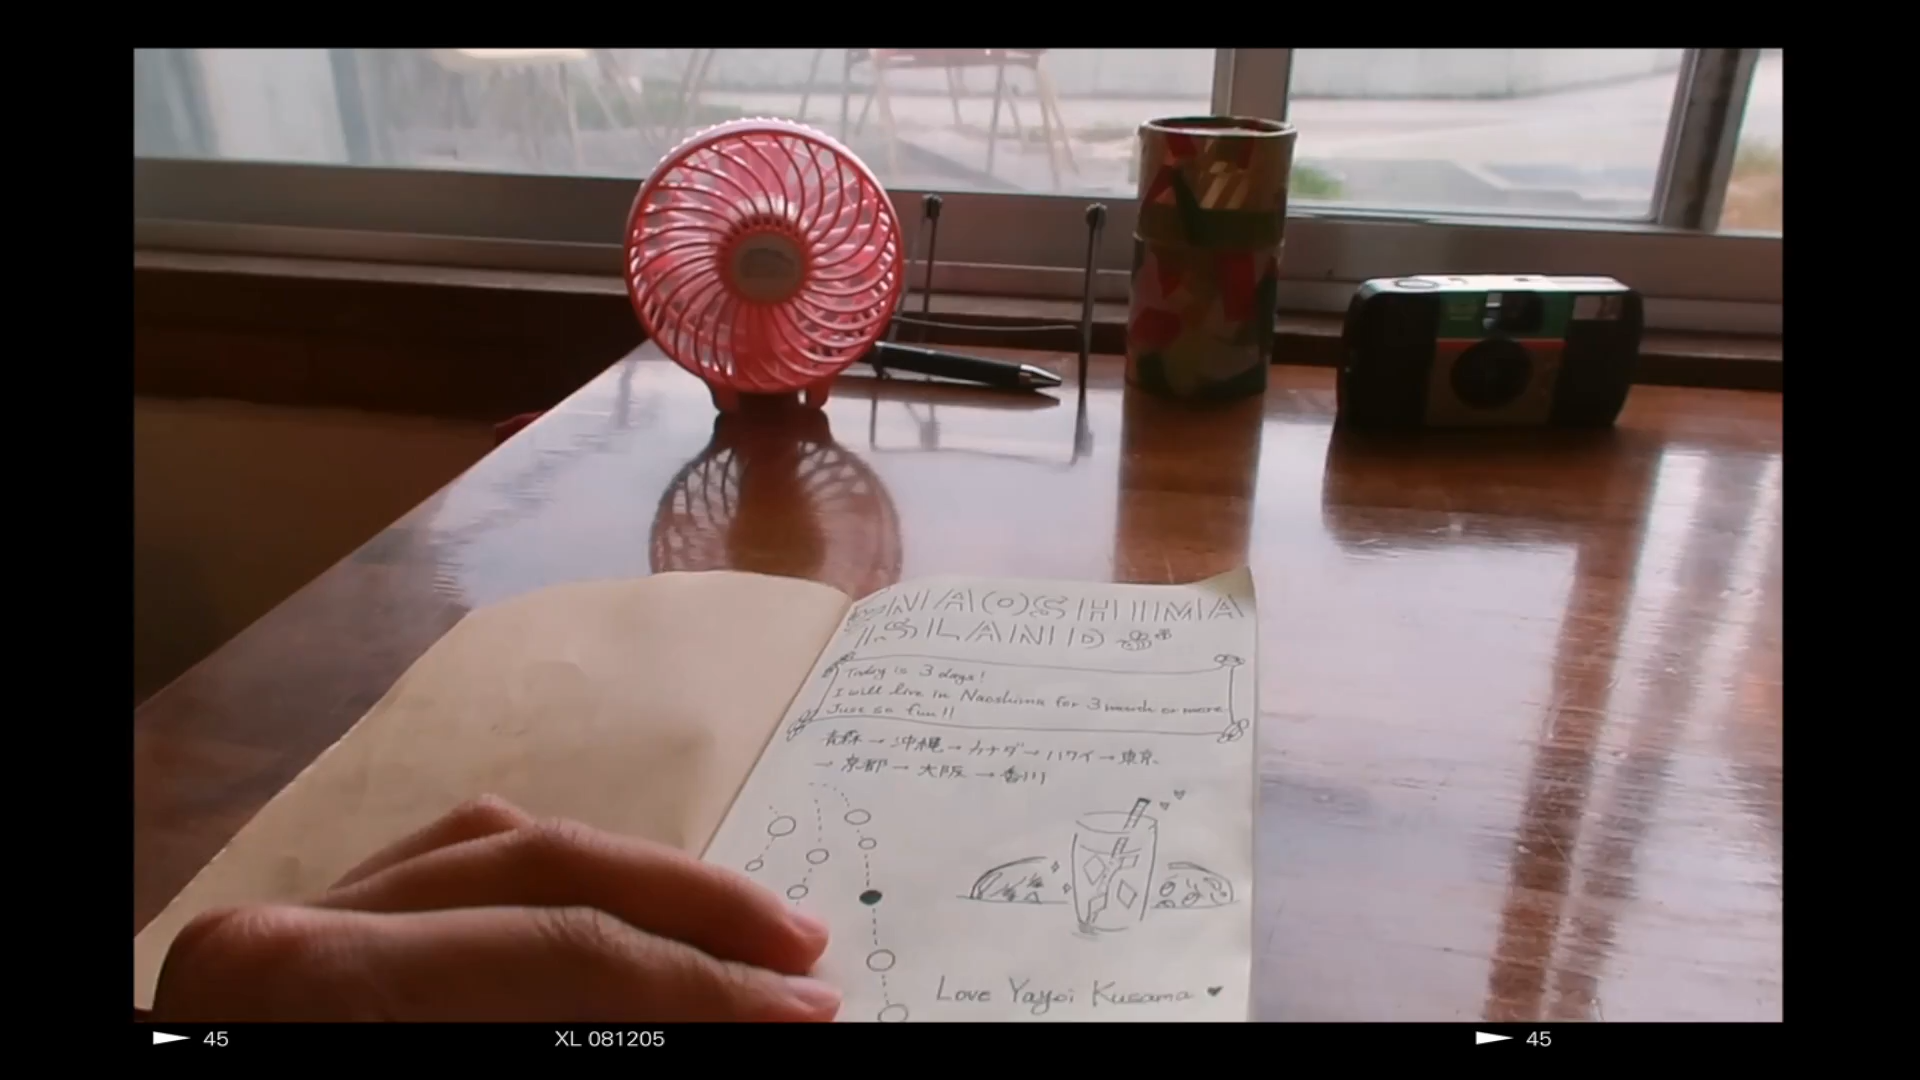 NAOSHIMA
ISLAND
Today is 3 days!
I will live in Naoshima for 3 month or more.
Just so fun!!
青森→沖縄→カナダ→ハワイ→東京
→京都→大阪→香川
Love Yayoi Kusama
45
XL 081205
45